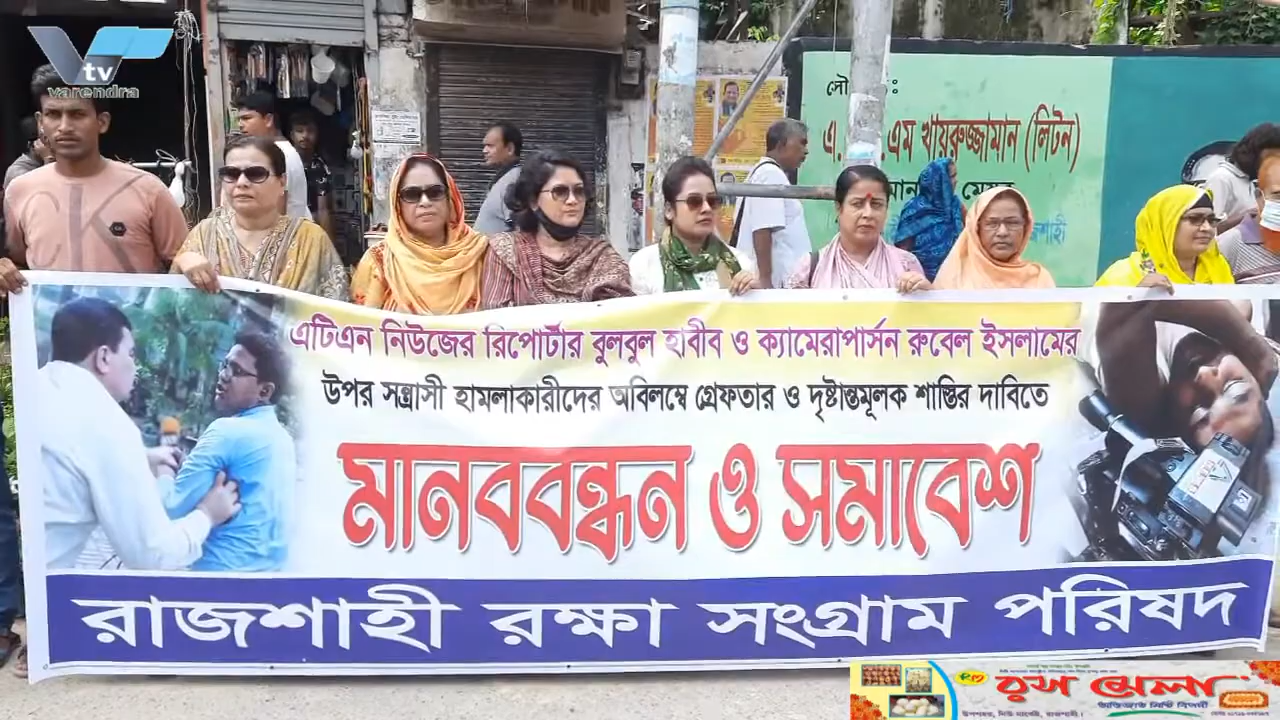 tv
varendra
এ. এম খায়রুজ্জামান (লিটন)
এটিএন নিউজের রিপোর্টার বুলবুল হাবীব ও ক্যামেরাপার্সন রুবেল ইসলামের
উপর সন্ত্রাসী হামলাকারীদের অবিলম্বে গ্রেফতার ও দৃষ্টান্তমূলক শাস্তির দাবিতে
মানববন্ধন ও সমাবেশ
রাজশাহী রক্ষা সংগ্রাম পরিষদ